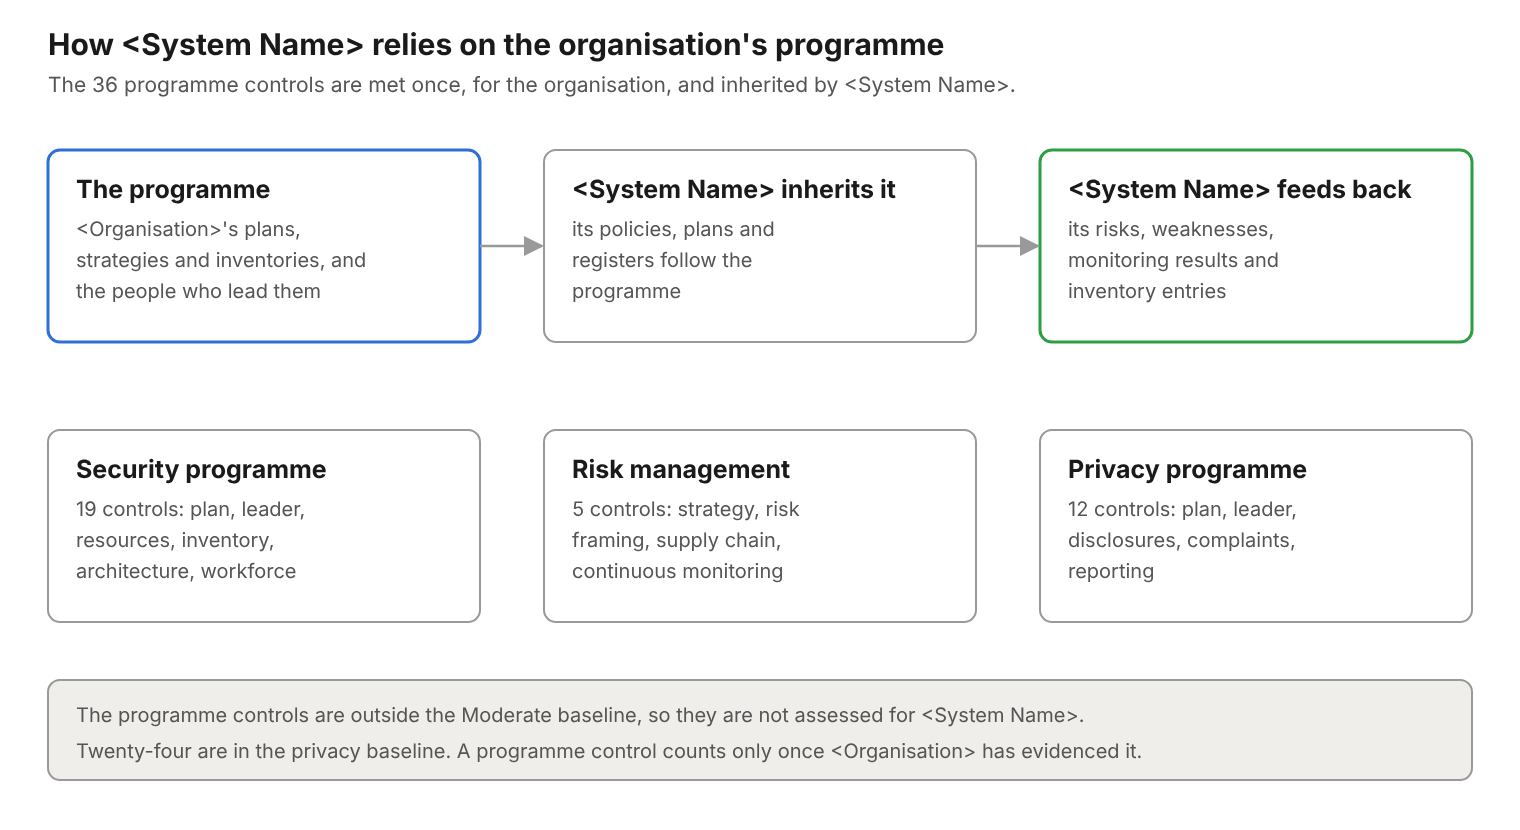 How <System Name> relies on the organisation's programme
The 36 programme controls are met once, for the organisation, and inherited by <System Name>.
The programme
<Organisation>'s plans,
strategies and inventories, and
the people who lead them
<System Name> inherits it
its policies, plans and
registers follow the
programme
<System Name> feeds back
its risks, weaknesses,
monitoring results and
inventory entries
Security programme
19 controls: plan, leader,
resources, inventory,
architecture, workforce
Risk management
5 controls: strategy, risk
framing, supply chain,
continuous monitoring
Privacy programme
12 controls: plan, leader,
disclosures, complaints,
reporting
The programme controls are outside the Moderate baseline, so they are not assessed for <System Name>.
Twenty-four are in the privacy baseline. A programme control counts only once <Organisation> has evidenced it.